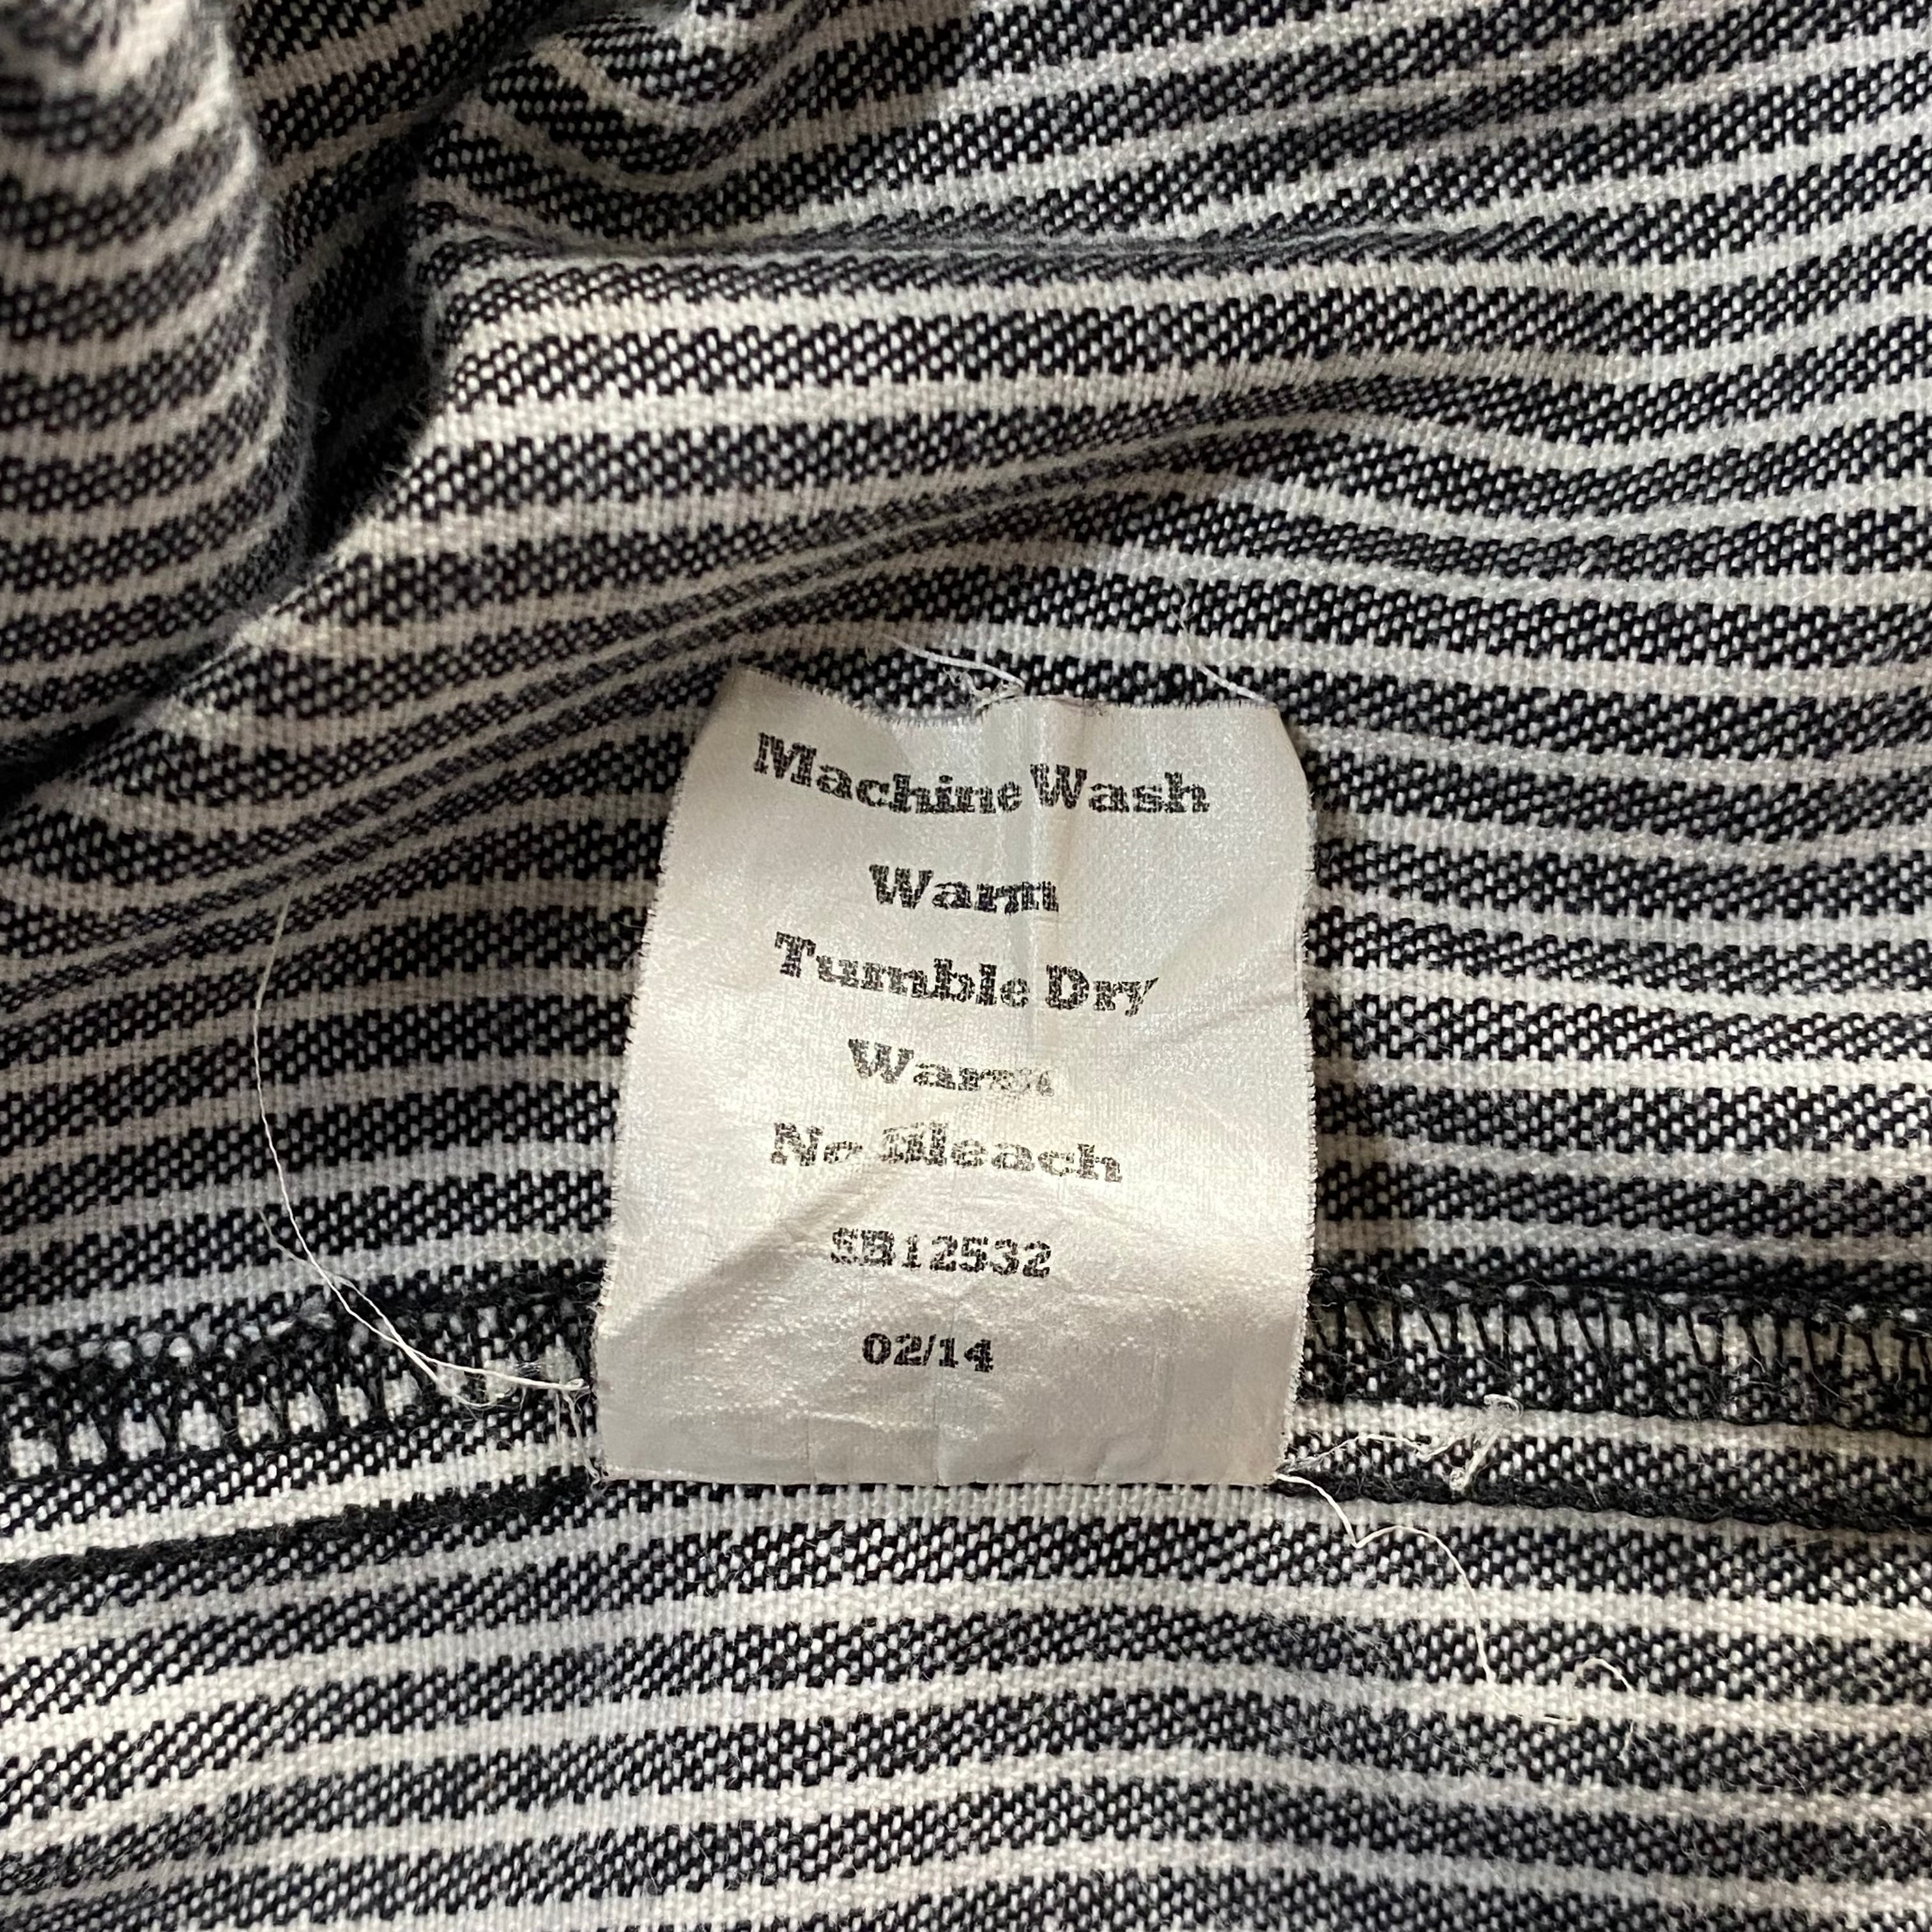 Machine Wash
Warm
Tumble Dry
Warm
No Bleach
SB12532
02/14